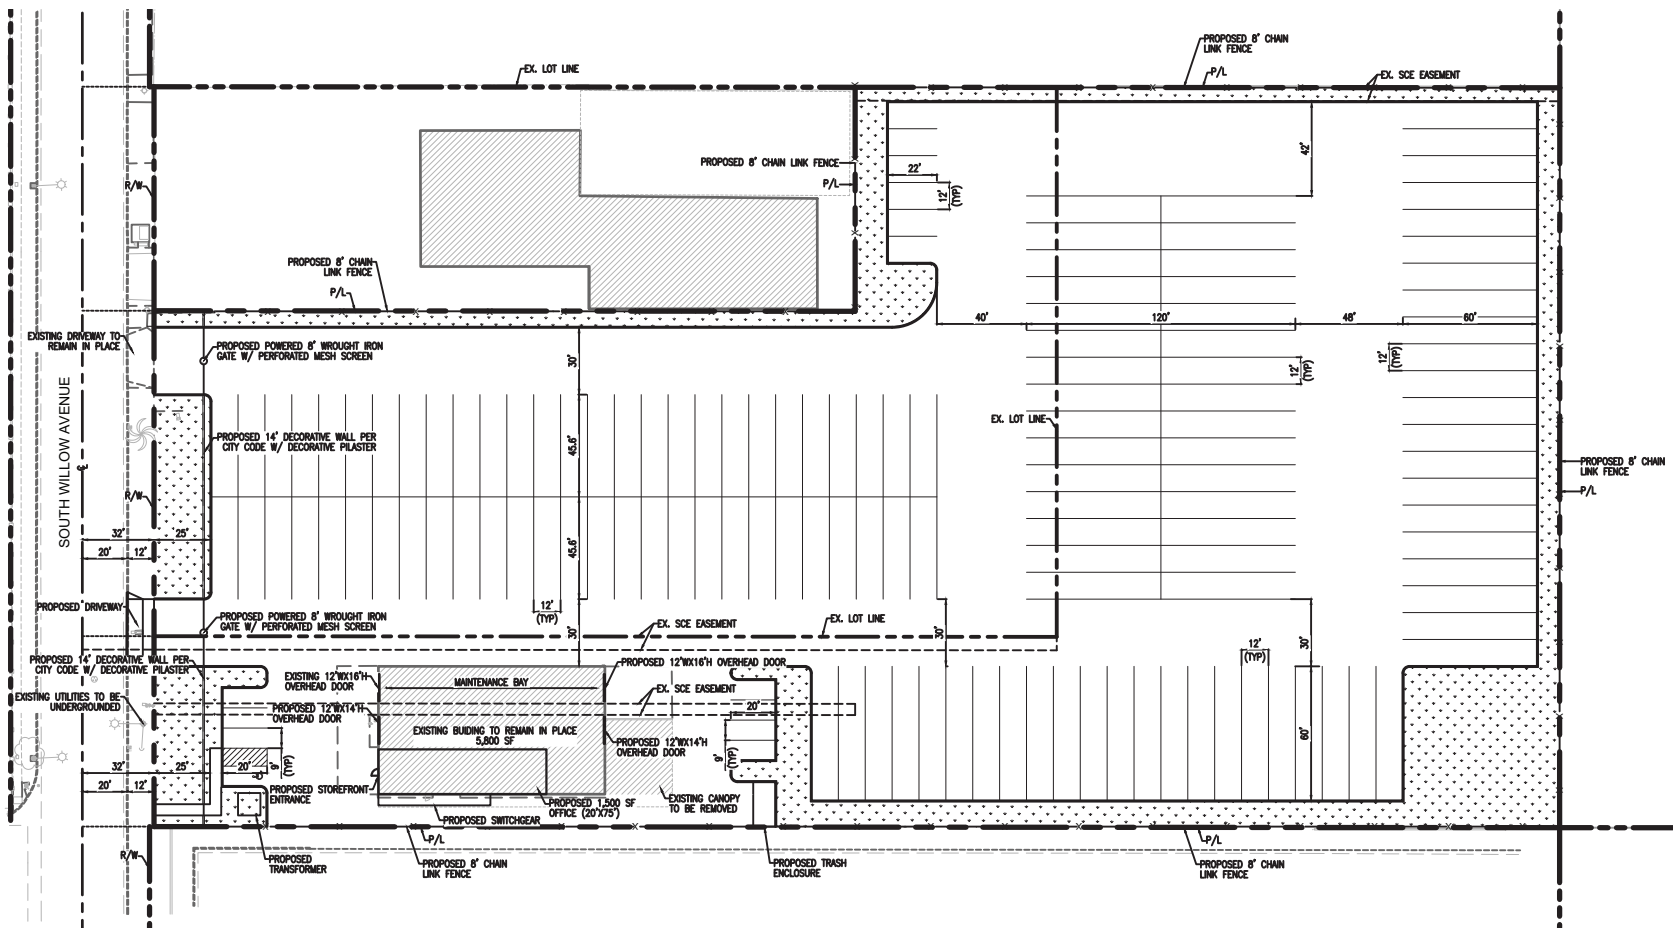 PROPOSED 8' CHAIN
LINK FENCE
EX. LOT LINE
P/L
EX. SCE EASEMENT
PROPOSED 8' CHAIN LINK FENCE
P/L
R/W
22'
12'
(TYP)
42'
PROPOSED 8' CHAIN
LINK FENCE
P/L
EXISTING DRIVEWAY TO
REMAIN IN PLACE
PROPOSED POWERED 8' WROUGHT IRON
GATE W/ PERFORATED MESH SCREEN
30'
40'
120'
48'
60'
12'
(TYP)
12'
(TYP)
SOUTH WILLOW AVENUE
PROPOSED 14' DECORATIVE WALL PER
CITY CODE W/ DECORATIVE PILASTER
45.6'
EX. LOT LINE
PROPOSED 8' CHAIN
LINK FENCE
P/L
R/W
32'
25'
20'
12'
45.6'
PROPOSED DRIVEWAY
PROPOSED POWERED 8' WROUGHT IRON
GATE W/ PERFORATED MESH SCREEN
12'
(TYP)
30'
EX. SCE EASEMENT
EX. LOT LINE
30'
12'
(TYP)
30'
PROPOSED 14' DECORATIVE WALL PER
CITY CODE W/ DECORATIVE PILASTER
EXISTING 12'WX16'H
OVERHEAD DOOR
MAINTENANCE BAY
PROPOSED 12'WX16'H OVERHEAD DOOR
EX. SCE EASEMENT
EXISTING UTILITIES TO BE
UNDERGROUNDED
PROPOSED 12'WX14'H
OVERHEAD DOOR
20'
EXISTING BUIDING TO REMAIN IN PLACE
5,800 SF
PROPOSED 12'WX14'H
OVERHEAD DOOR
9'
(TYP)
60'
32'
25'
20'
9'
(TYP)
20'
12'
PROPOSED STOREFRONT
ENTRANCE
PROPOSED 1,500 SF
OFFICE (20'X75')
EXISTING CANOPY
TO BE REMOVED
PROPOSED SWITCHGEAR
P/L
P/L
R/W
PROPOSED
TRANSFORMER
PROPOSED 8' CHAIN
LINK FENCE
PROPOSED TRASH
ENCLOSURE
PROPOSED 8' CHAIN
LINK FENCE